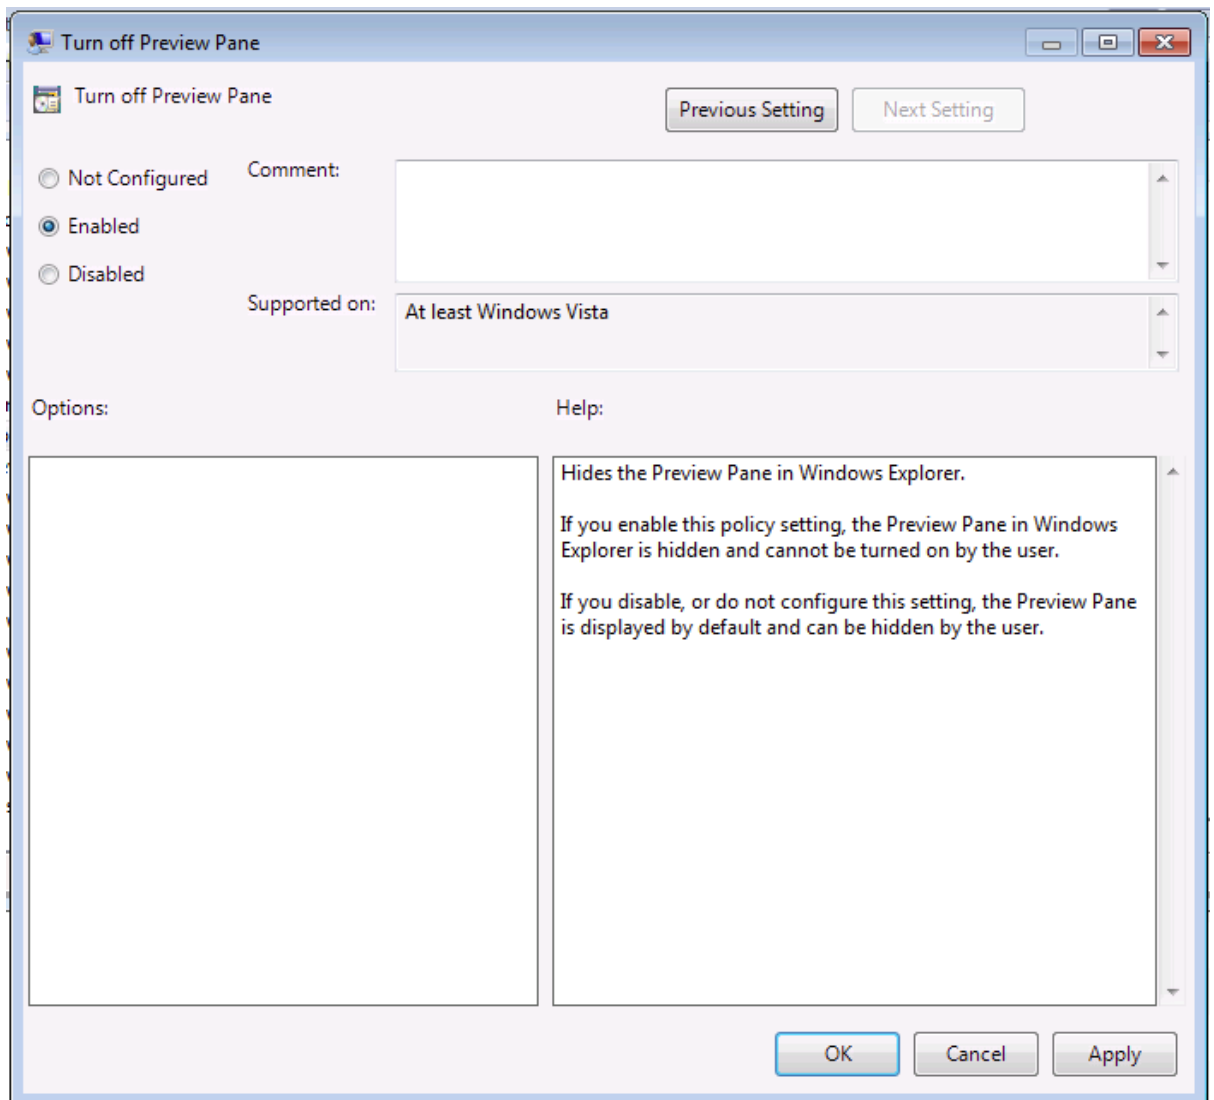 Turn off Preview Pane
Turn off Preview Pane
Previous Setting
Next Setting
Not Configured
Comment:
Enabled
Disabled
Supported on:
At least Windows Vista
Options:
Help:
Hides the Preview Pane in Windows Explorer.
If you enable this policy setting, the Preview Pane in Windows
Explorer is hidden and cannot be turned on by the user.
If you disable, or do not configure this setting, the Preview Pane
is displayed by default and can be hidden by the user.
OK
Cancel
Apply